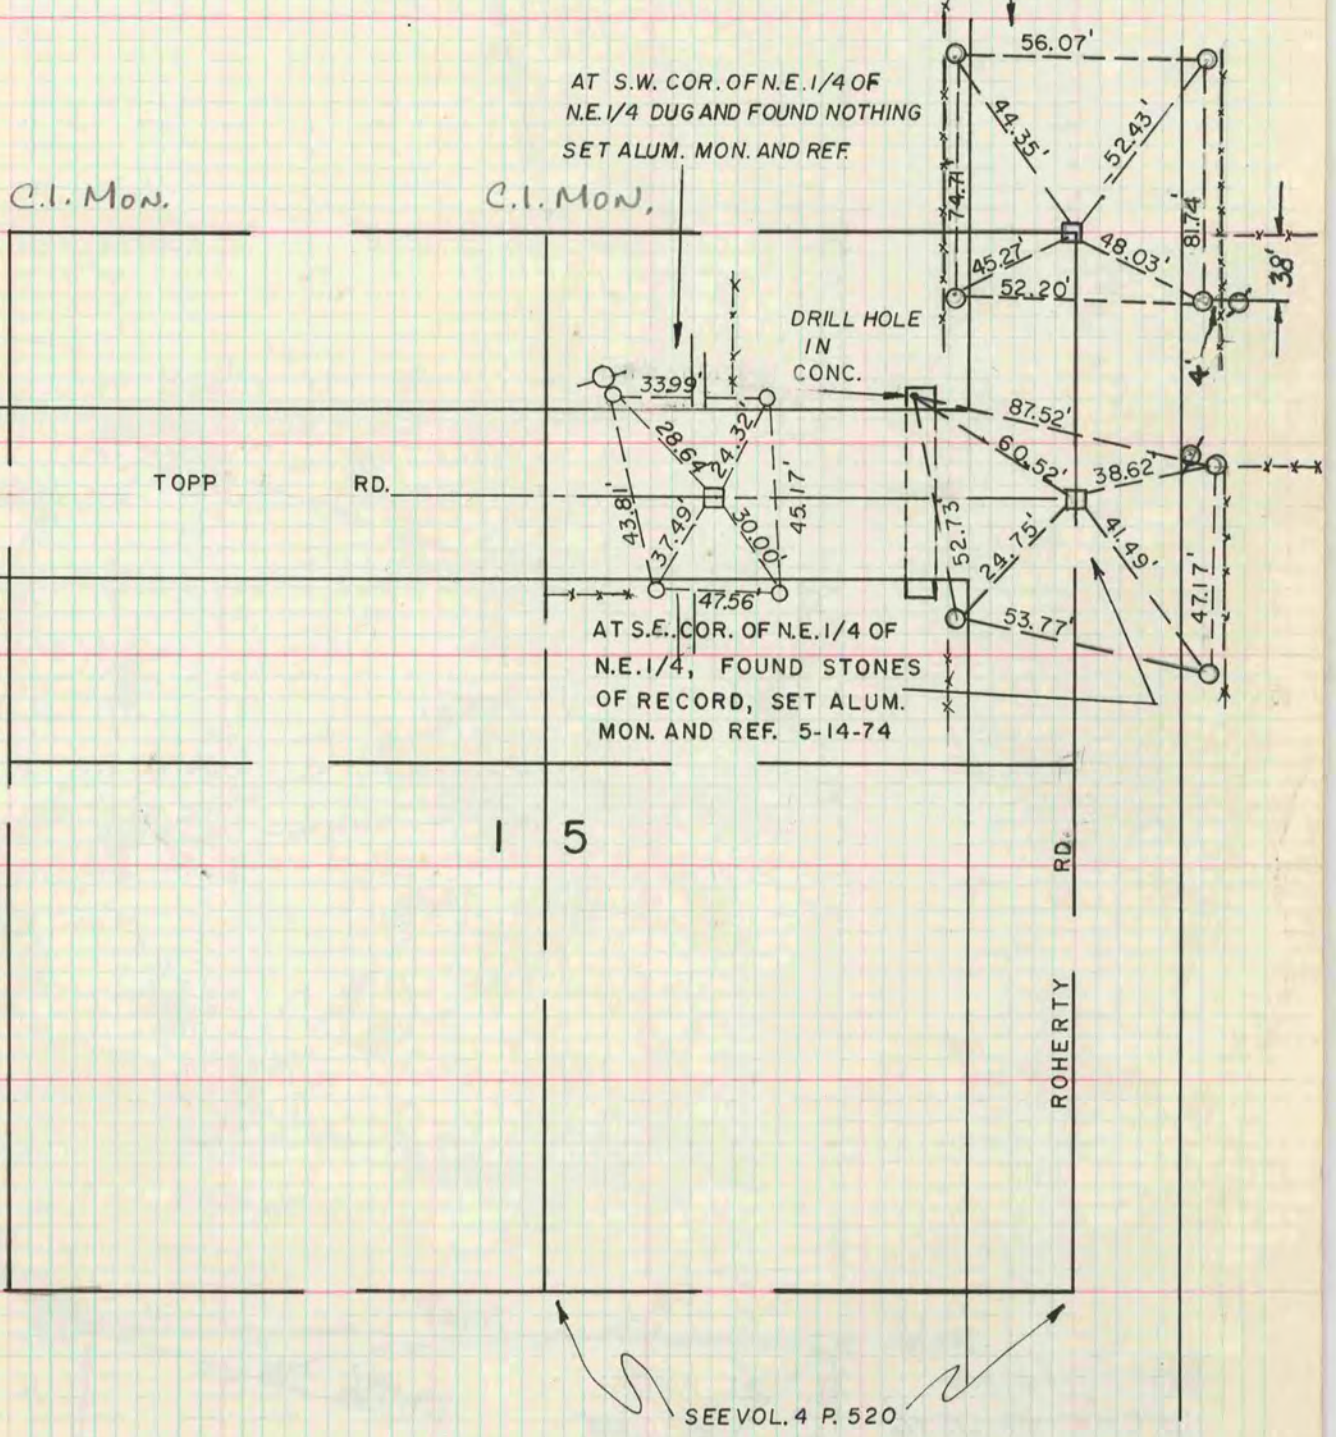 56.07'
AT S.W. COR. OF N.E. 1/4 OF
N.E. 1/4 DUG AND FOUND NOTHING
SET ALUM. MON. AND REF.
44.35'
52.43'
74.71'
81.74'
C.I. MON.
C.I. MON.
45.27'
48.03'
38'
52.20'
4'
DRILL HOLE
IN
CONC.
33.99'
28.64'
24.32'
87.52'
60.52'
38.62'
TOPP RD.
43.81'
37.49'
30.00'
45.17'
52.73
24.75'
41.49'
47.17'
47.56'
53.77'
AT S.E. COR. OF N.E. 1/4 OF
N.E. 1/4, FOUND STONES
OF RECORD, SET ALUM.
MON. AND REF. 5-14-74
15
ROHERTY RD.
SEE VOL. 4 P. 520